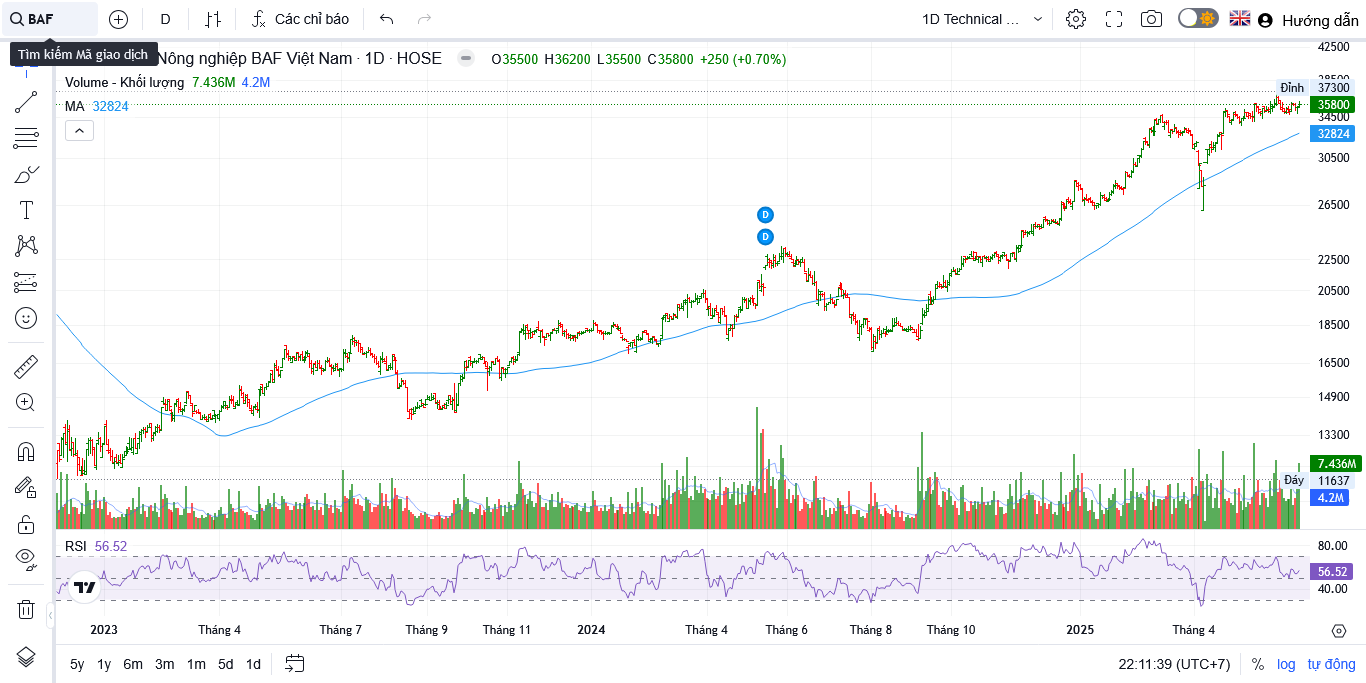 BAF
D
Các chỉ báo
1D Technical ...
Hướng dẫn
Tìm kiếm Mã giao dịch
Nông nghiệp BAF Việt Nam · 1D · HOSE
O35500 H36200 L35500 C35800 +250 (+0.70%)
Volume - Khối lượng 7.436M 4.2M
MA 32824
42500
Đỉnh 37300
35800
34500
32824
30500
26500
D
D
22500
20500
18500
16500
14900
13300
7.436M
Đáy 11637
4.2M
RSI 56.52
80.00
56.52
40.00
2023 Tháng 4 Tháng 7 Tháng 9 Tháng 11 2024 Tháng 4 Tháng 6 Tháng 8 Tháng 10 2025 Tháng 4
5y 1y 6m 3m 1m 5d 1d
22:11:39 (UTC+7) % log tự động